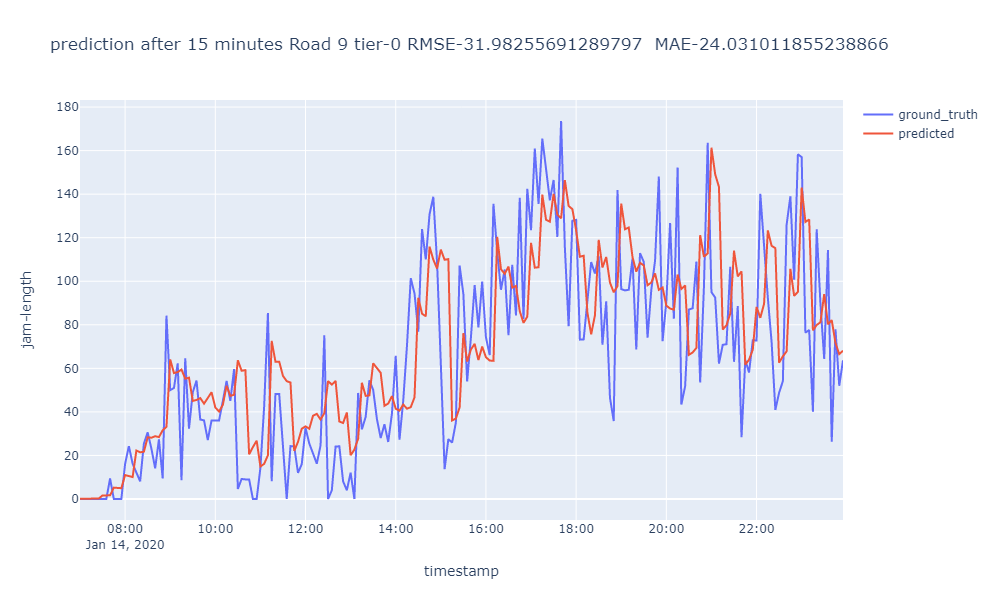 prediction after 15 minutes Road 9 tier-0 RMSE-31.98255691289797  MAE-24.031011855238866
ground_truth
predicted
180
160
140
120
100
80
60
40
20
0
jam-length
08:00 10:00 12:00 14:00 16:00 18:00 20:00 22:00
Jan 14, 2020
timestamp